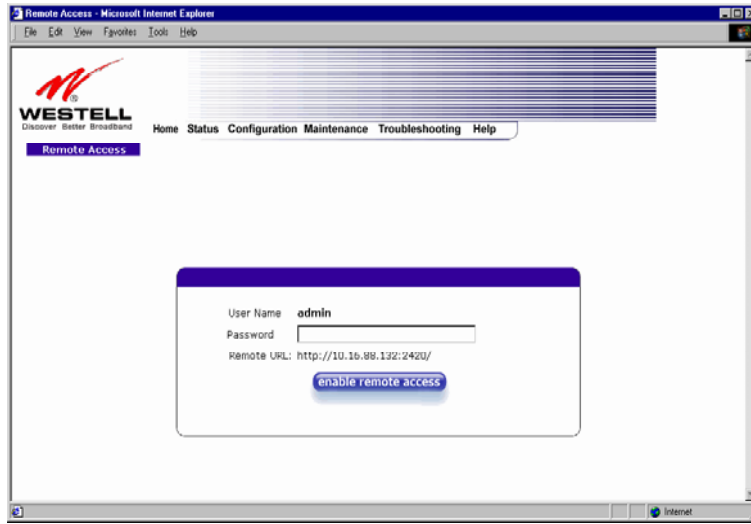 Remote Access - Microsoft Internet Explorer
File Edit View Favorites Tools Help
WESTELL
Discover Better Broadband
Home Status Configuration Maintenance Troubleshooting Help
Remote Access
User Name admin
Password
Remote URL: http://10.16.88.132:2420/
enable remote access
Internet